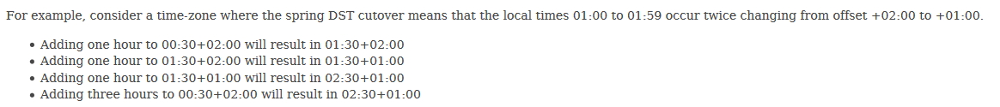 For example, consider a time-zone where the spring DST cutover means that the local times 01:00 to 01:59 occur twice changing from offset +02:00 to +01:00.
• Adding one hour to 00:30+02:00 will result in 01:30+02:00
• Adding one hour to 01:30+02:00 will result in 01:30+01:00
• Adding one hour to 01:30+01:00 will result in 02:30+01:00
• Adding three hours to 00:30+02:00 will result in 02:30+01:00